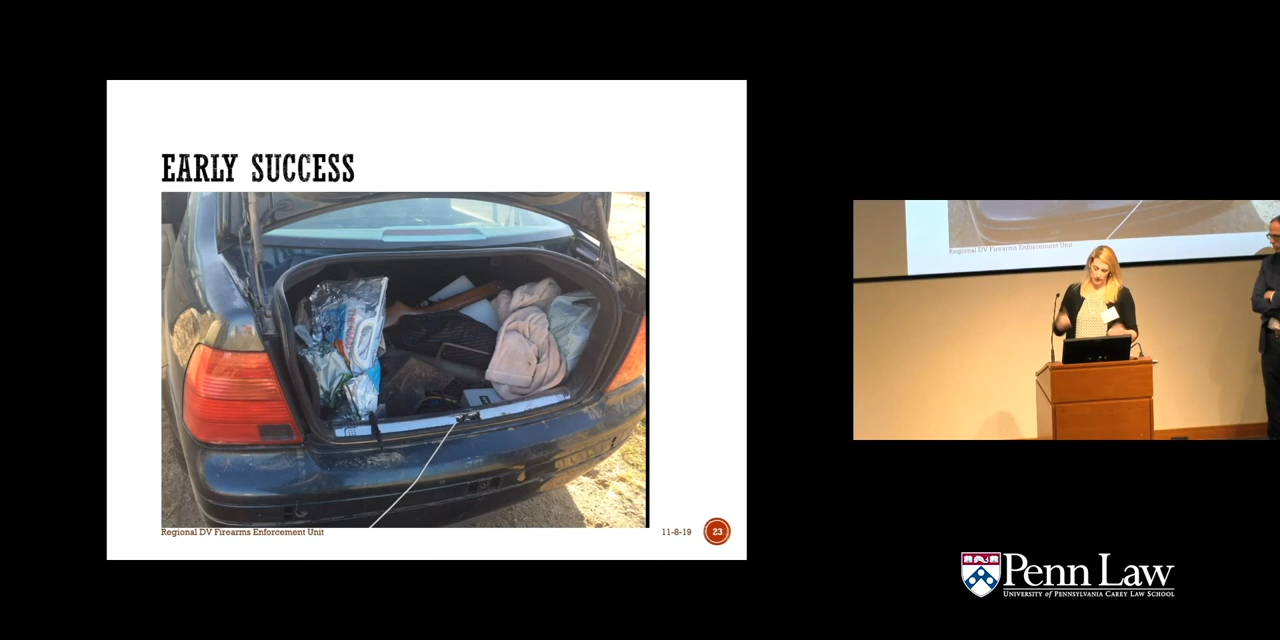 EARLY SUCCESS
Regional DV Firearms Enforcement Unit
11-8-19
23
Regional DV Firearms Enforcement Unit
Penn Law
UNIVERSITY of PENNSYLVANIA CAREY LAW SCHOOL